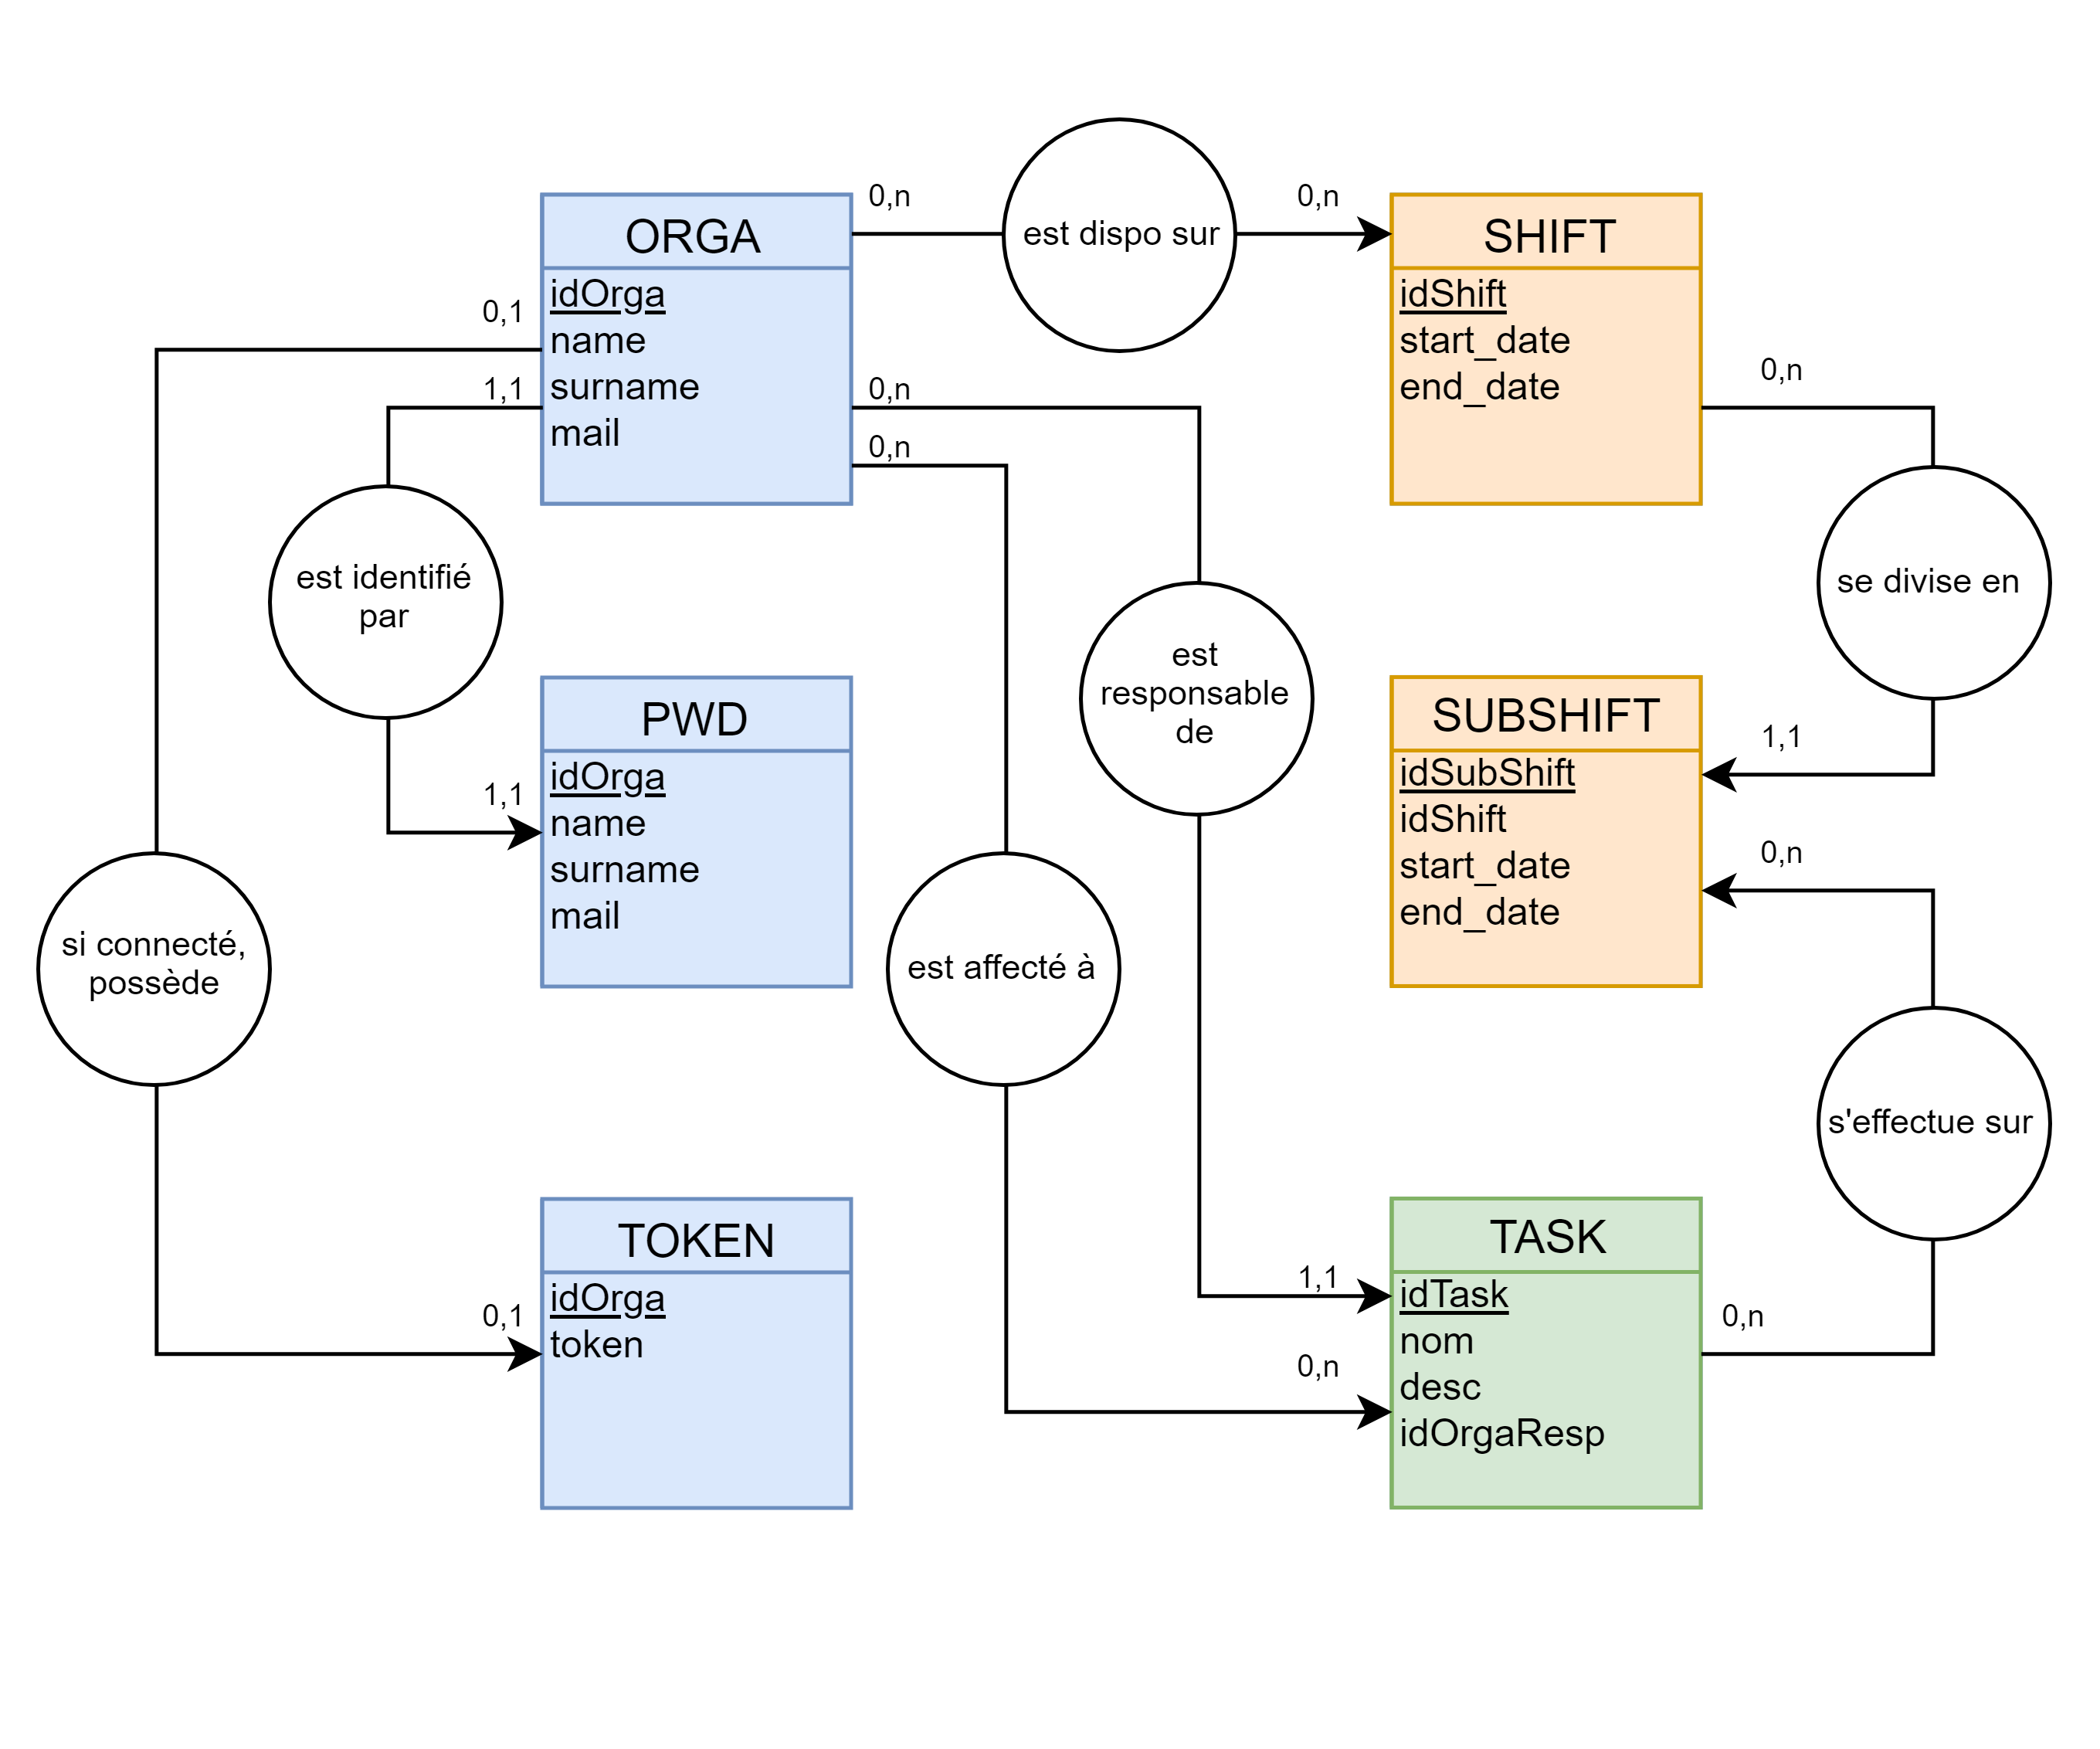 0,n
est dispo sur
0,n
ORGA
idOrga
name
surname
mail
SHIFT
idShift
start_date
end_date
0,1
1,1
0,n
0,n
0,n
est identifié
par
est
responsable
de
se divise en
PWD
idOrga
name
surname
mail
1,1
SUBSHIFT
idSubShift
idShift
start_date
end_date
1,1
0,n
si connecté,
possède
est affecté à
s'effectue sur
TOKEN
idOrga
token
0,1
TASK
idTask
nom
desc
idOrgaResp
1,1
0,n
0,n